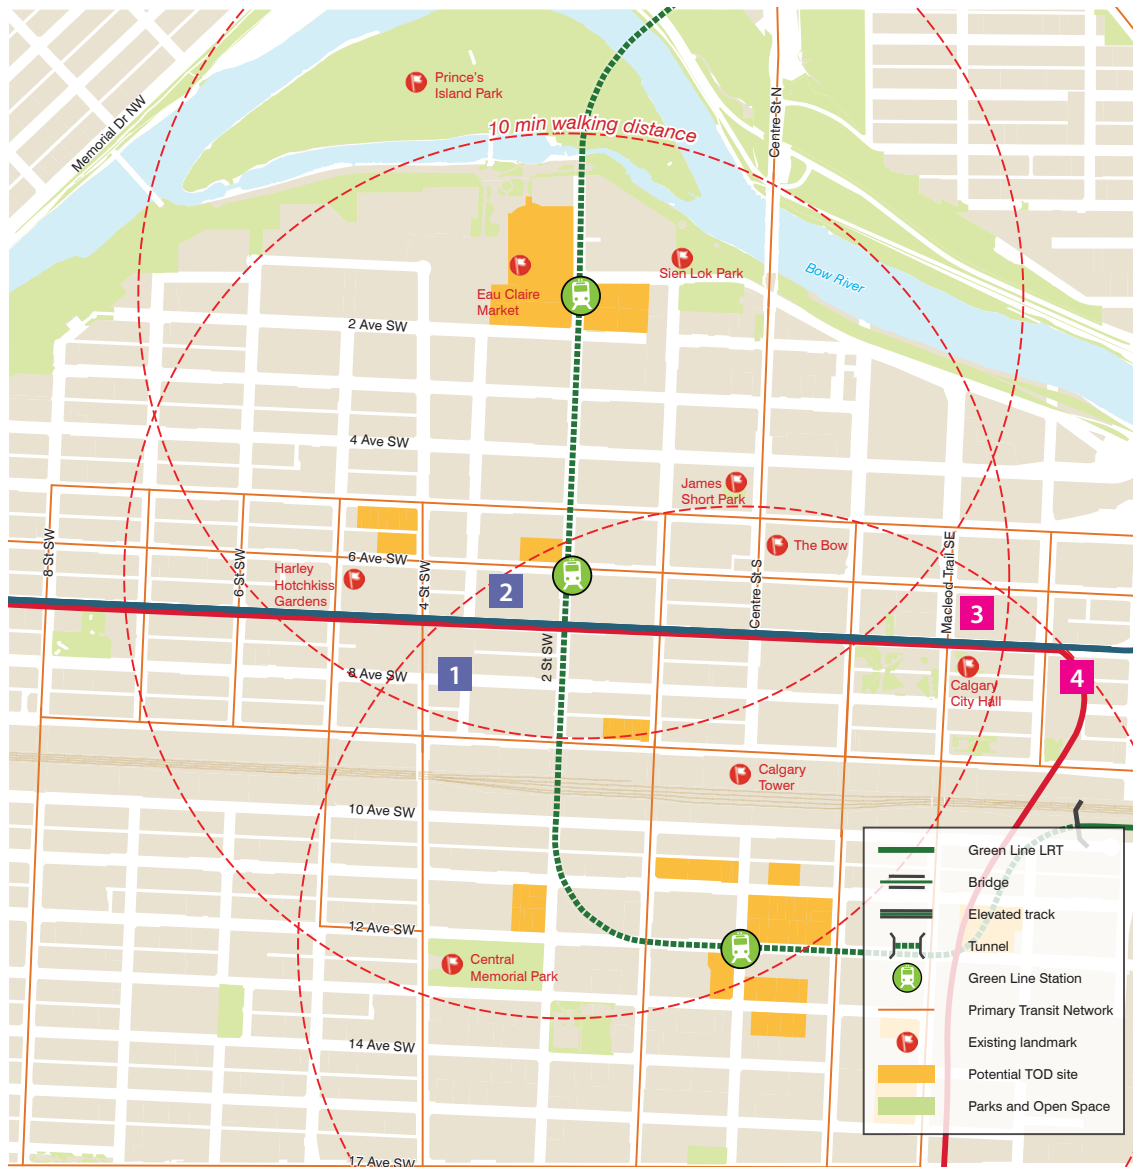 Prince's
Island Park
10 min walking distance
Memorial Dr NW
Centre St N
Sien Lok Park
Bow River
Eau Claire
Market
2 Ave SW
4 Ave SW
James
Short Park
8 St SW
6 St SW
6 Ave SW
4 St SW
Harley
Hotchkiss
Gardens
The Bow
Centre St S
Macleod Trail SE
2
3
2 St SW
8 Ave SW
1
4
Calgary
City Hall
Calgary
Tower
10 Ave SW
12 Ave SW
Central
Memorial Park
14 Ave SW
17 Ave SW
Green Line LRT
Bridge
Elevated track
Tunnel
Green Line Station
Primary Transit Network
Existing landmark
Potential TOD site
Parks and Open Space